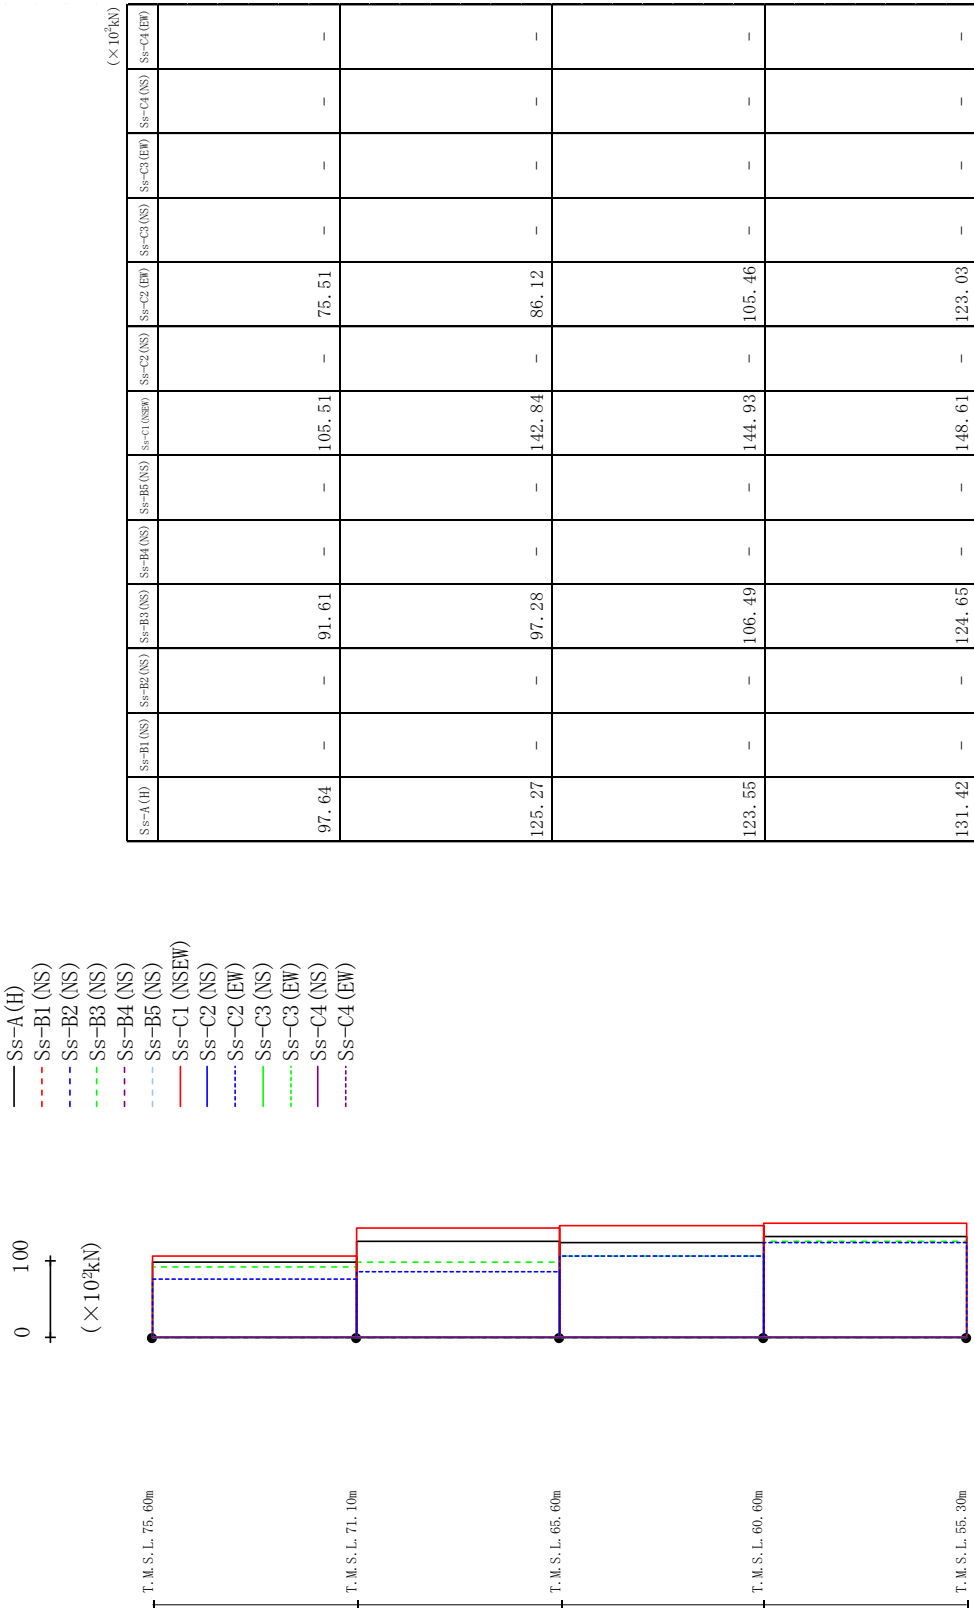 T.M.S.L. 75.60m
T.M.S.L. 71.10m
T.M.S.L. 65.60m
T.M.S.L. 60.60m
T.M.S.L. 55.30m
0 100
(×10²kN)
Ss-A(H)
Ss-B1(NS)
Ss-B2(NS)
Ss-B3(NS)
Ss-B4(NS)
Ss-B5(NS)
Ss-C1(NSEW)
Ss-C2(NS)
Ss-C2(EW)
Ss-C3(NS)
Ss-C3(EW)
Ss-C4(NS)
Ss-C4(EW)
(×10²kN)
Ss-A(H) Ss-B1(NS) Ss-B2(NS) Ss-B3(NS) Ss-B4(NS) Ss-B5(NS) Ss-C1(NSEW) Ss-C2(NS) Ss-C2(EW) Ss-C3(NS) Ss-C3(EW) Ss-C4(NS) Ss-C4(EW)
97.64 - - 91.61 - - 105.51 - 75.51 - - - -
125.27 - - 97.28 - - 142.84 - 86.12 - - - -
123.55 - - 106.49 - - 144.93 - 105.46 - - - -
131.42 - - 124.65 - - 148.61 - 123.03 - - - -